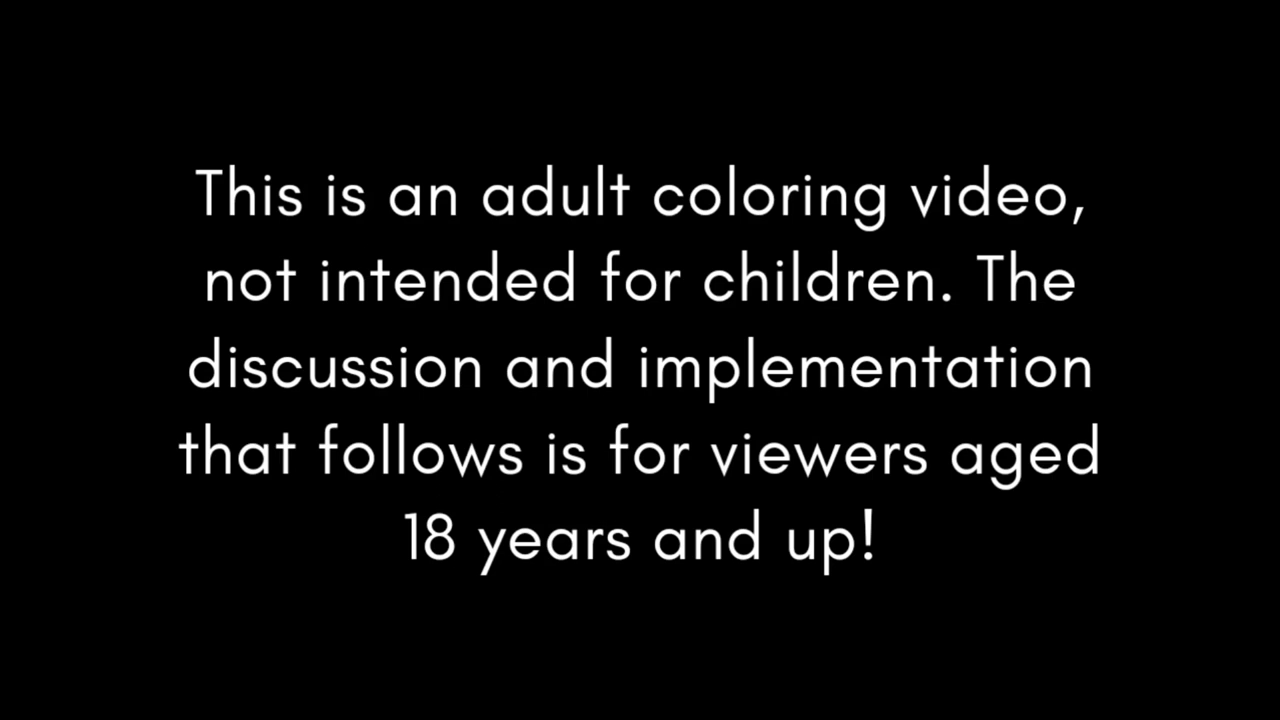 This is an adult coloring video,
not intended for children. The
discussion and implementation
that follows is for viewers aged
18 years and up!